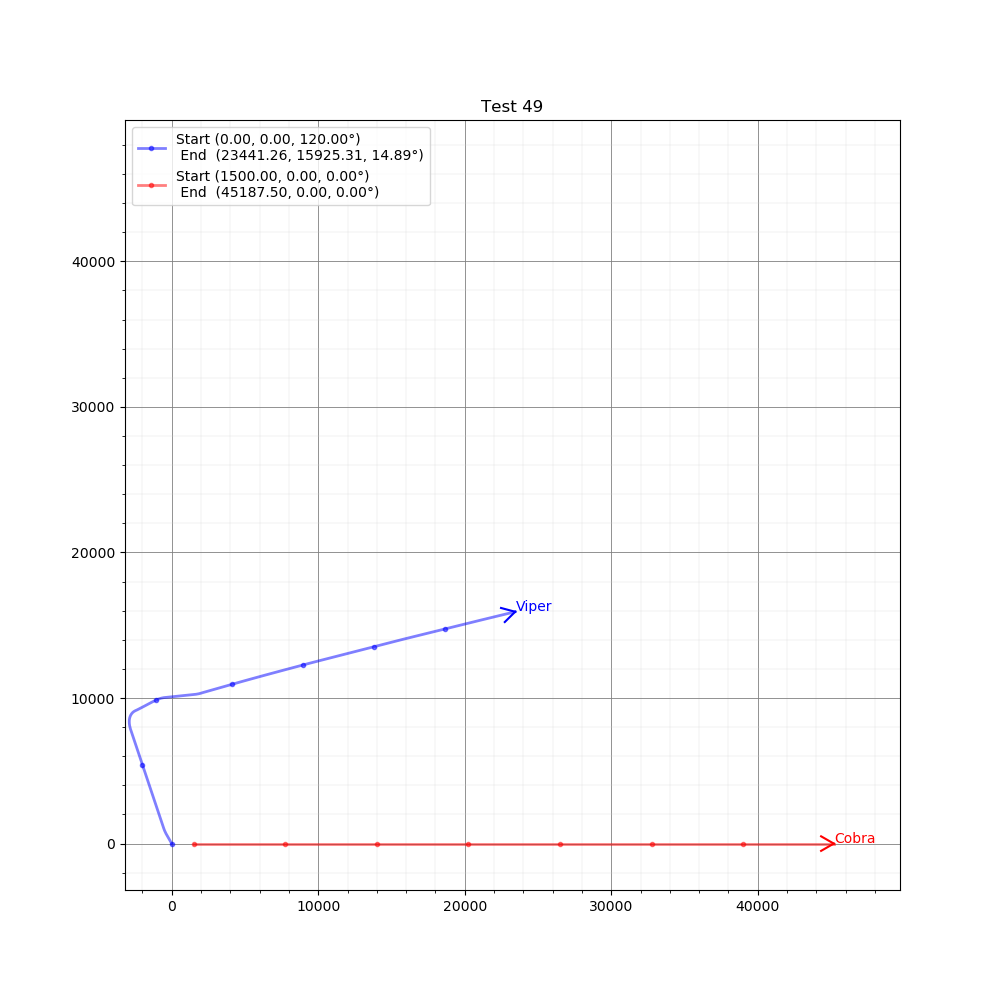 Test 49
Start (0.00, 0.00, 120.00°)
End  (23441.26, 15925.31, 14.89°)
Start (1500.00, 0.00, 0.00°)
End  (45187.50, 0.00, 0.00°)
40000
30000
20000
10000
0
Viper
Cobra
0
10000
20000
30000
40000